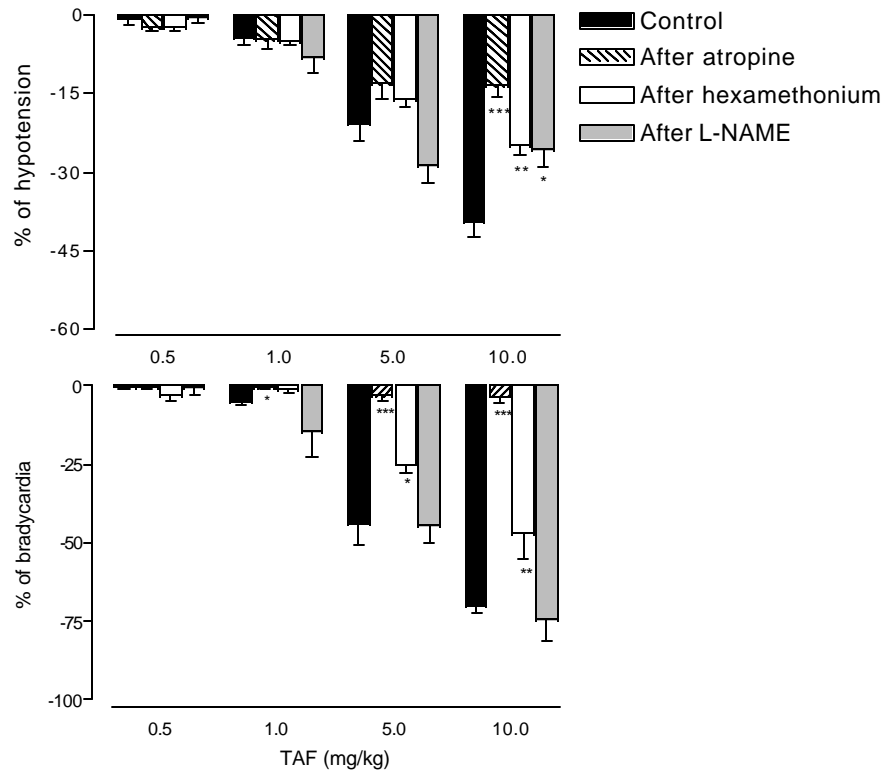 0
-15
-30
-45
-60
% of hypotension
***
**
*
0.5 1.0 5.0 10.0
Control
After atropine
After hexamethonium
After L-NAME
0
-25
-50
-75
-100
% of bradycardia
*
***
*
***
**
0.5 1.0 5.0 10.0
TAF (mg/kg)